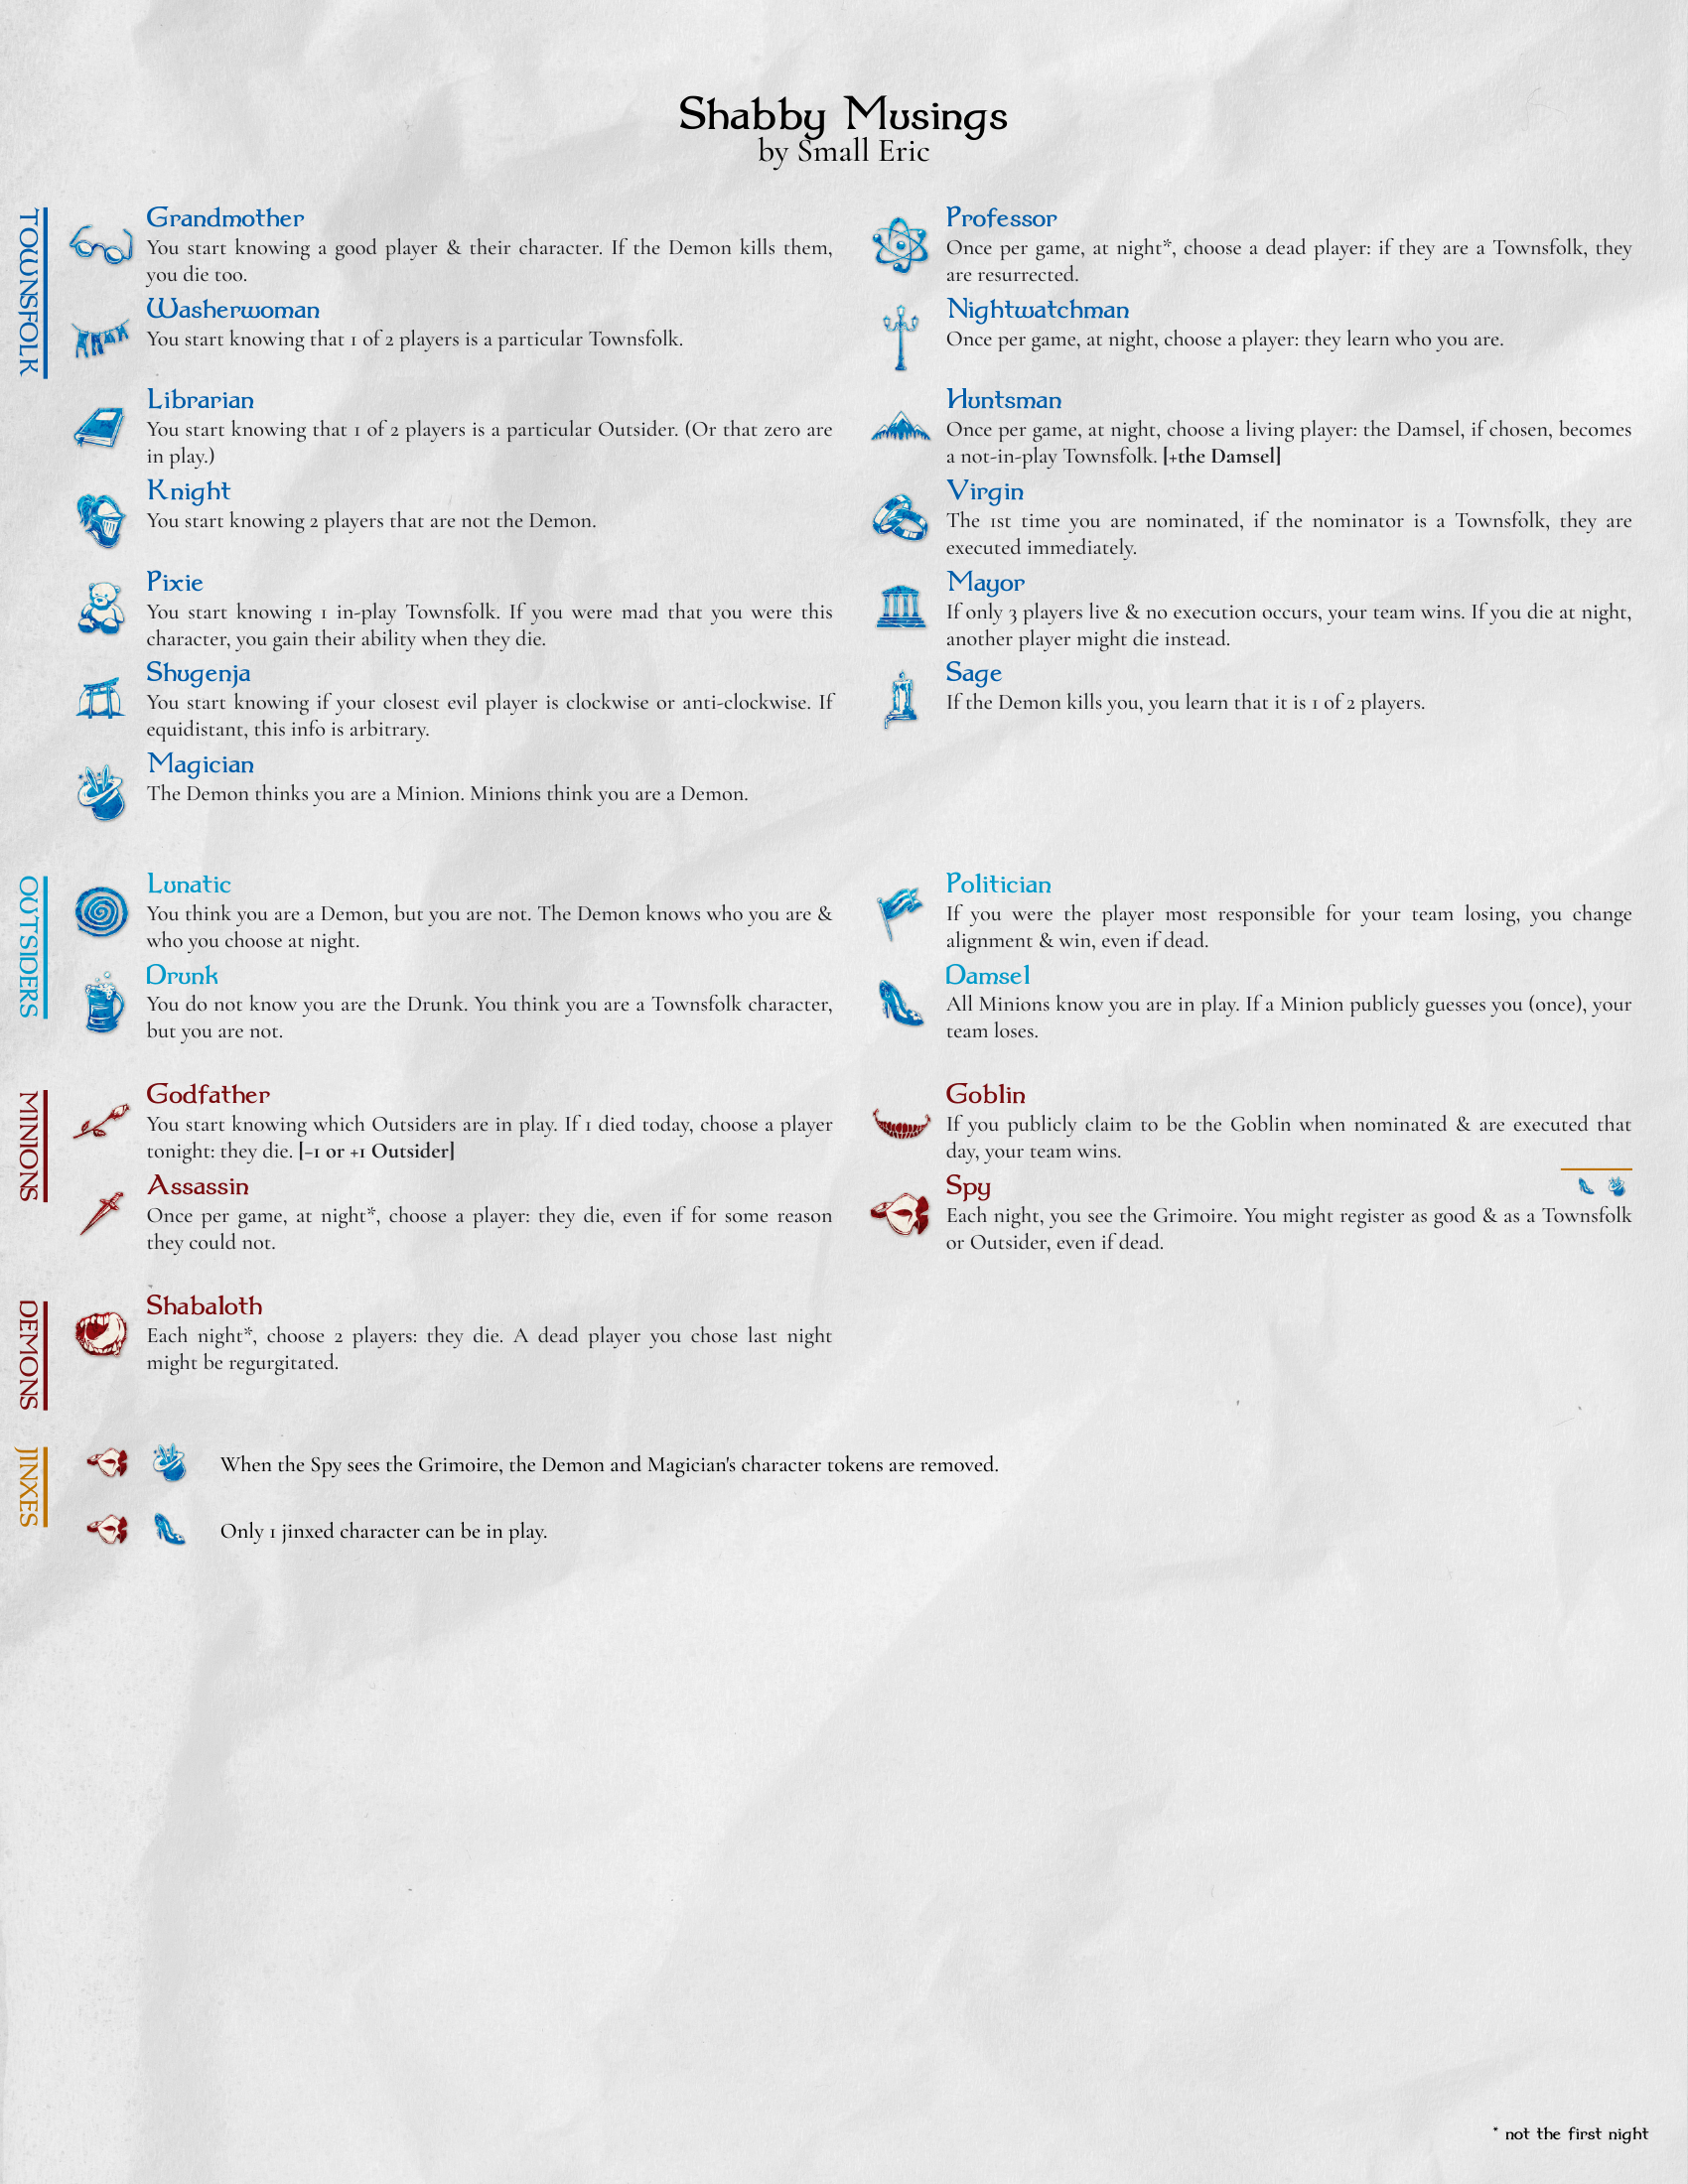 Shabby Musings
by Small Eric
TOWNSFOLK
Grandmother
You start knowing a good player & their character. If the Demon kills them,
you die too.
Washerwoman
You start knowing that 1 of 2 players is a particular Townsfolk.
Librarian
You start knowing that 1 of 2 players is a particular Outsider. (Or that zero are
in play.)
Knight
You start knowing 2 players that are not the Demon.
Pixie
You start knowing 1 in-play Townsfolk. If you were mad that you were this
character, you gain their ability when they die.
Shugenja
You start knowing if your closest evil player is clockwise or anti-clockwise. If
equidistant, this info is arbitrary.
Magician
The Demon thinks you are a Minion. Minions think you are a Demon.
Professor
Once per game, at night*, choose a dead player: if they are a Townsfolk, they
are resurrected.
Nightwatchman
Once per game, at night, choose a player: they learn who you are.
Huntsman
Once per game, at night, choose a living player: the Damsel, if chosen, becomes
a not-in-play Townsfolk. [+the Damsel]
Virgin
The 1st time you are nominated, if the nominator is a Townsfolk, they are
executed immediately.
Mayor
If only 3 players live & no execution occurs, your team wins. If you die at night,
another player might die instead.
Sage
If the Demon kills you, you learn that it is 1 of 2 players.
OUTSIDERS
Lunatic
You think you are a Demon, but you are not. The Demon knows who you are &
who you choose at night.
Drunk
You do not know you are the Drunk. You think you are a Townsfolk character,
but you are not.
Politician
If you were the player most responsible for your team losing, you change
alignment & win, even if dead.
Damsel
All Minions know you are in play. If a Minion publicly guesses you (once), your
team loses.
MINIONS
Godfather
You start knowing which Outsiders are in play. If 1 died today, choose a player
tonight: they die. [−1 or +1 Outsider]
Assassin
Once per game, at night*, choose a player: they die, even if for some reason
they could not.
Goblin
If you publicly claim to be the Goblin when nominated & are executed that
day, your team wins.
Spy
Each night, you see the Grimoire. You might register as good & as a Townsfolk
or Outsider, even if dead.
DEMONS
Shabaloth
Each night*, choose 2 players: they die. A dead player you chose last night
might be regurgitated.
JINXES
When the Spy sees the Grimoire, the Demon and Magician's character tokens are removed.
Only 1 jinxed character can be in play.
* not the first night